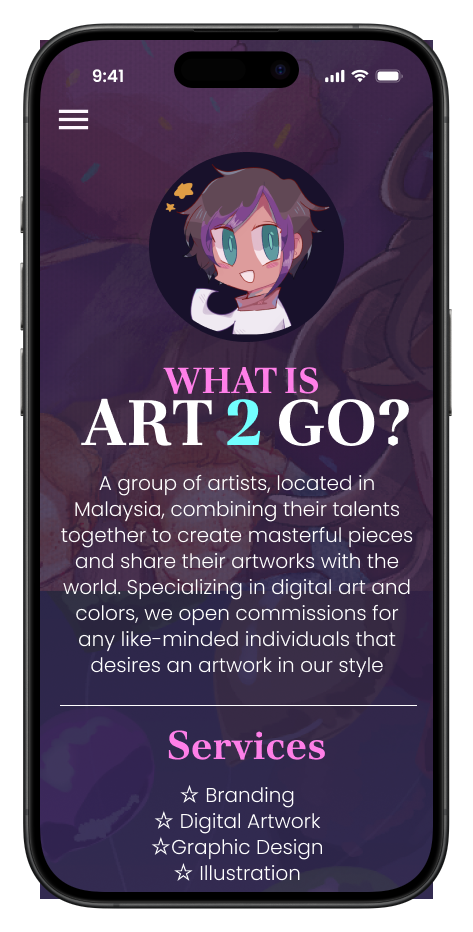 9:41
WHAT IS
ART 2 GO?
A group of artists, located in
Malaysia, combining their talents
together to create masterful pieces
and share their artworks with the
world. Specializing in digital art and
colors, we open commissions for
any like-minded individuals that
desires an artwork in our style
Services
☆ Branding
☆ Digital Artwork
☆Graphic Design
☆ Illustration